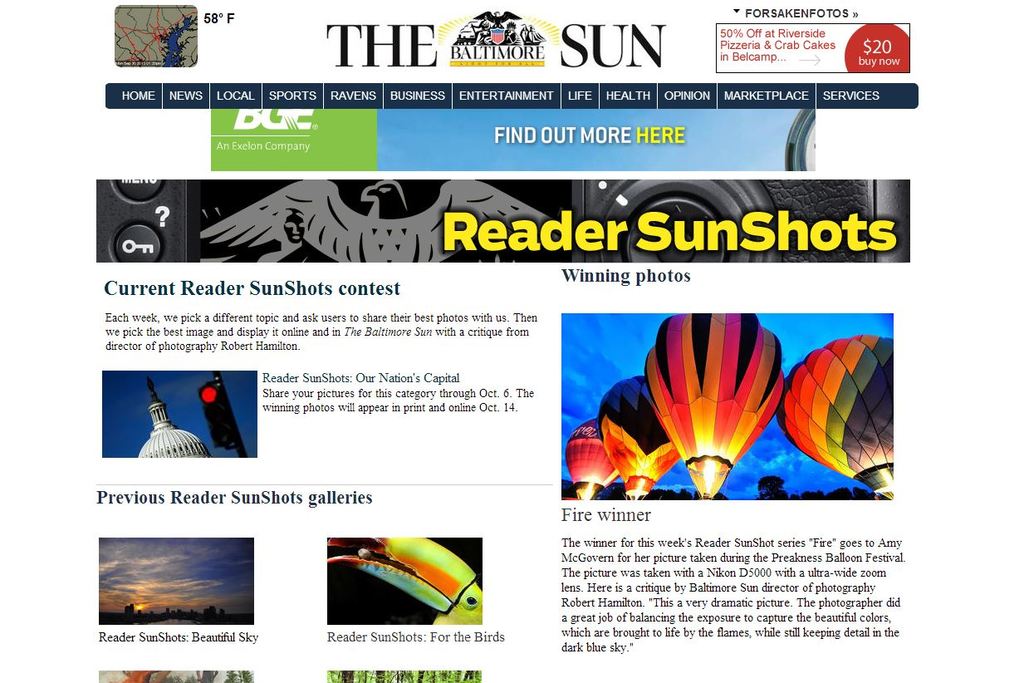 58° F
THE BALTIMORE SUN
LIGHT FOR ALL
FORSAKENFOTOS »
50% Off at Riverside
Pizzeria & Crab Cakes
in Belcamp...
$20
buy now
HOME NEWS LOCAL SPORTS RAVENS BUSINESS ENTERTAINMENT LIFE HEALTH OPINION MARKETPLACE SERVICES
BGE®
An Exelon Company
FIND OUT MORE HERE
MENU
?
Reader SunShots
Current Reader SunShots contest
Each week, we pick a different topic and ask users to share their best photos with us. Then
we pick the best image and display it online and in The Baltimore Sun with a critique from
director of photography Robert Hamilton.
Reader SunShots: Our Nation's Capital
Share your pictures for this category through Oct. 6. The
winning photos will appear in print and online Oct. 14.
Previous Reader SunShots galleries
Reader SunShots: Beautiful Sky
Reader SunShots: For the Birds
Winning photos
Fire winner
The winner for this week's Reader SunShot series "Fire" goes to Amy
McGovern for her picture taken during the Preakness Balloon Festival.
The picture was taken with a Nikon D5000 with a ultra-wide zoom
lens. Here is a critique by Baltimore Sun director of photography
Robert Hamilton. "This a very dramatic picture. The photographer did
a great job of balancing the exposure to capture the beautiful colors,
which are brought to life by the flames, while still keeping detail in the
dark blue sky."